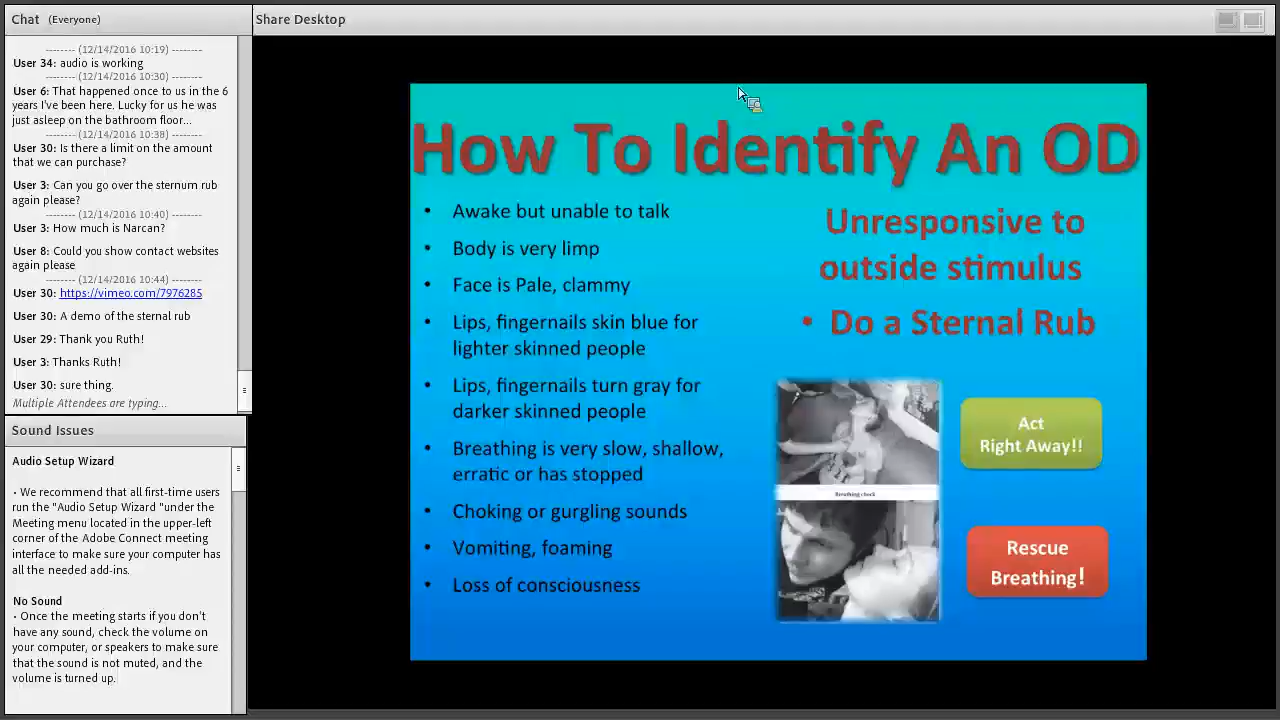 Chat (Everyone)
-------- (12/14/2016 10:19) --------
User 34: audio is working
-------- (12/14/2016 10:30) --------
User 6: That happened once to us in the 6
years I've been here. Lucky for us he was
just asleep on the bathroom floor...
-------- (12/14/2016 10:38) --------
User 30: Is there a limit on the amount
that we can purchase?
User 3: Can you go over the sternum rub
again please?
-------- (12/14/2016 10:40) --------
User 3: How much is Narcan?
User 8: Could you show contact websites
again please
-------- (12/14/2016 10:44) --------
User 30: https://vimeo.com/7976285
User 30: A demo of the sternal rub
User 29: Thank you Ruth!
User 3: Thanks Ruth!
User 30: sure thing.
Multiple Attendees are typing...
Sound Issues
Audio Setup Wizard
• We recommend that all first-time users
run the "Audio Setup Wizard "under the
Meeting menu located in the upper-left
corner of the Adobe Connect meeting
interface to make sure your computer has
all the needed add-ins.
No Sound
• Once the meeting starts if you don't
have any sound, check the volume on
your computer, or speakers to make sure
that the sound is not muted, and the
volume is turned up.
Share Desktop
How To Identify An OD
• Awake but unable to talk
• Body is very limp
• Face is Pale, clammy
• Lips, fingernails skin blue for
lighter skinned people
• Lips, fingernails turn gray for
darker skinned people
• Breathing is very slow, shallow,
erratic or has stopped
• Choking or gurgling sounds
• Vomiting, foaming
• Loss of consciousness
Unresponsive to
outside stimulus
• Do a Sternal Rub
Breathing check
Act
Right Away!!
Rescue
Breathing!